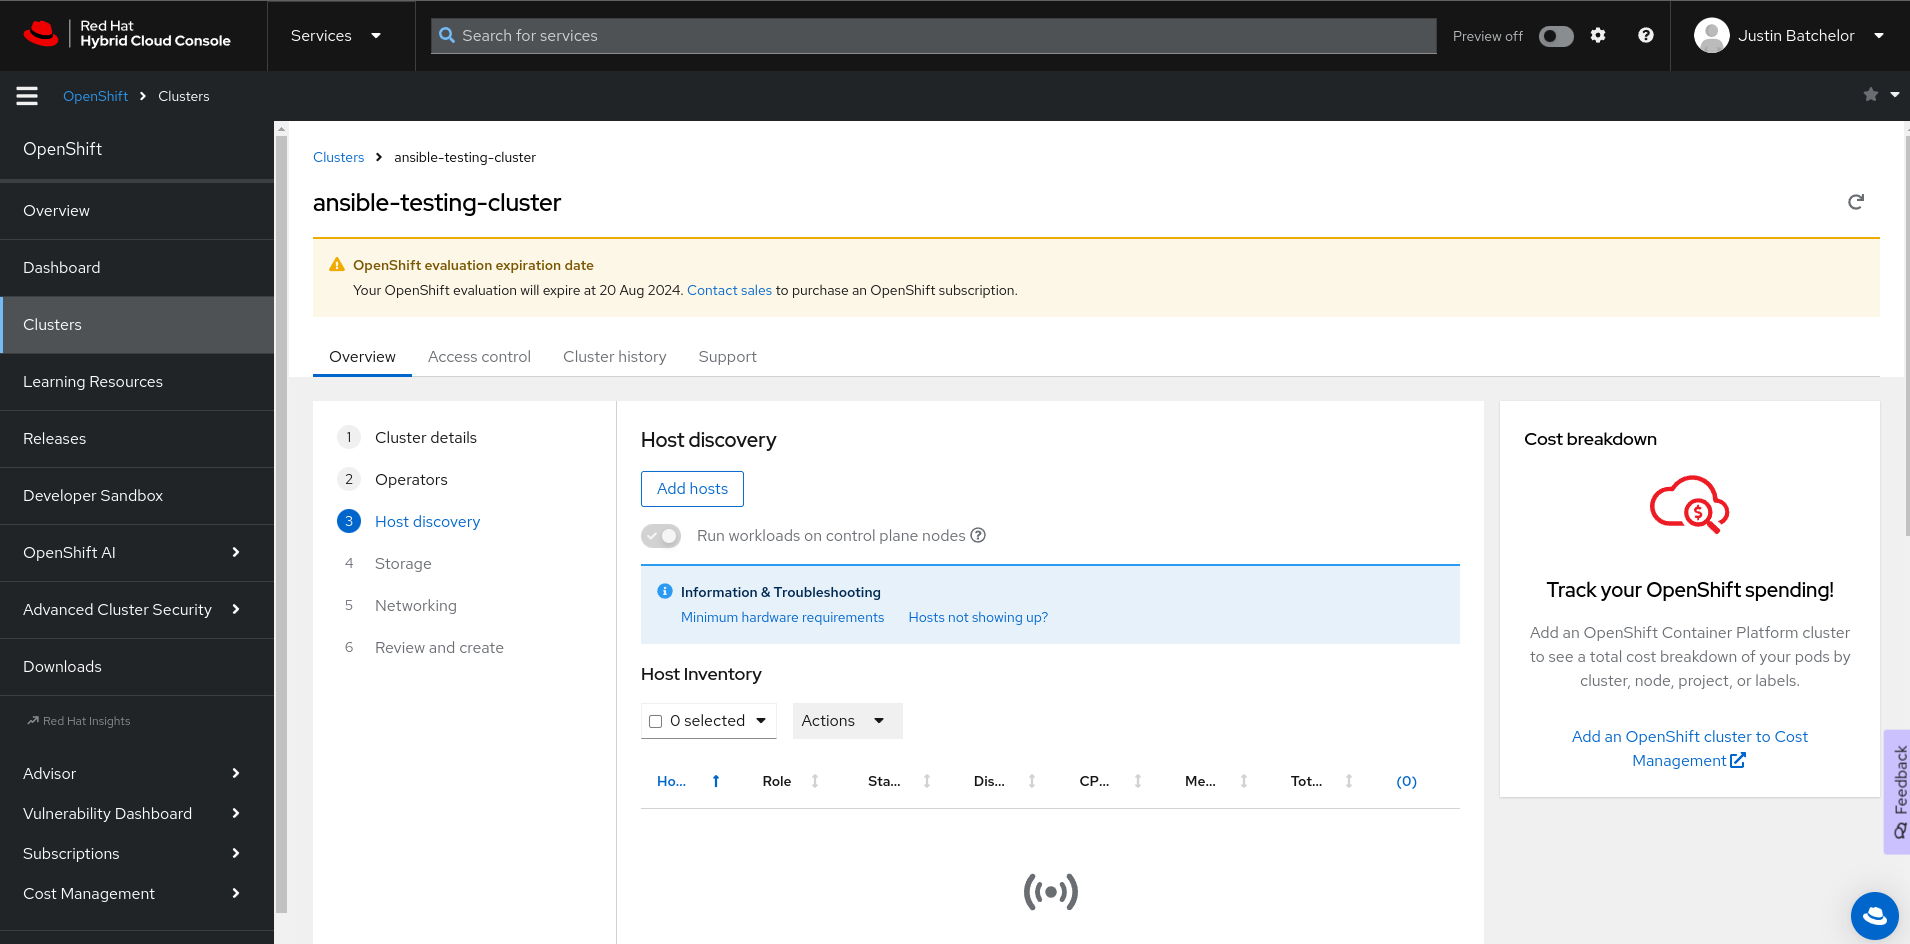 Red Hat
Hybrid Cloud Console
Services
Search for services
Preview off
Justin Batchelor
OpenShift
Clusters
OpenShift
Overview
Dashboard
Clusters
Learning Resources
Releases
Developer Sandbox
OpenShift AI
Advanced Cluster Security
Downloads
Red Hat Insights
Advisor
Vulnerability Dashboard
Subscriptions
Cost Management
Clusters
ansible-testing-cluster
ansible-testing-cluster
OpenShift evaluation expiration date
Your OpenShift evaluation will expire at 20 Aug 2024. Contact sales to purchase an OpenShift subscription.
Overview Access control Cluster history Support
1 Cluster details
2 Operators
3 Host discovery
4 Storage
5 Networking
6 Review and create
Host discovery
Add hosts
Run workloads on control plane nodes
Information & Troubleshooting
Minimum hardware requirements Hosts not showing up?
Host Inventory
0 selected
Actions
Ho... Role Sta... Dis... CP... Me... Tot... (0)
Cost breakdown
Track your OpenShift spending!
Add an OpenShift Container Platform cluster
to see a total cost breakdown of your pods by
cluster, node, project, or labels.
Add an OpenShift cluster to Cost
Management
Feedback